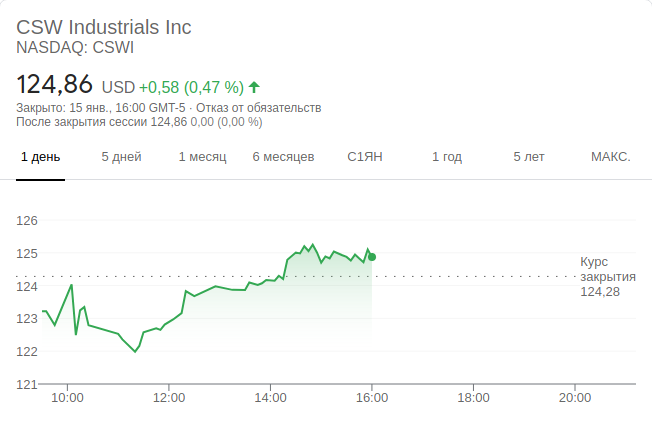 CSW Industrials Inc
NASDAQ: CSWI
124,86 USD +0,58 (0,47 %)
Закрыто: 15 янв., 16:00 GMT-5 · Отказ от обязательств
После закрытия сессии 124,86 0,00 (0,00 %)
1 день 5 дней 1 месяц 6 месяцев С1ЯН 1 год 5 лет МАКС.
126
125
124
123
122
121
Курс
закрытия
124,28
10:00 12:00 14:00 16:00 18:00 20:00